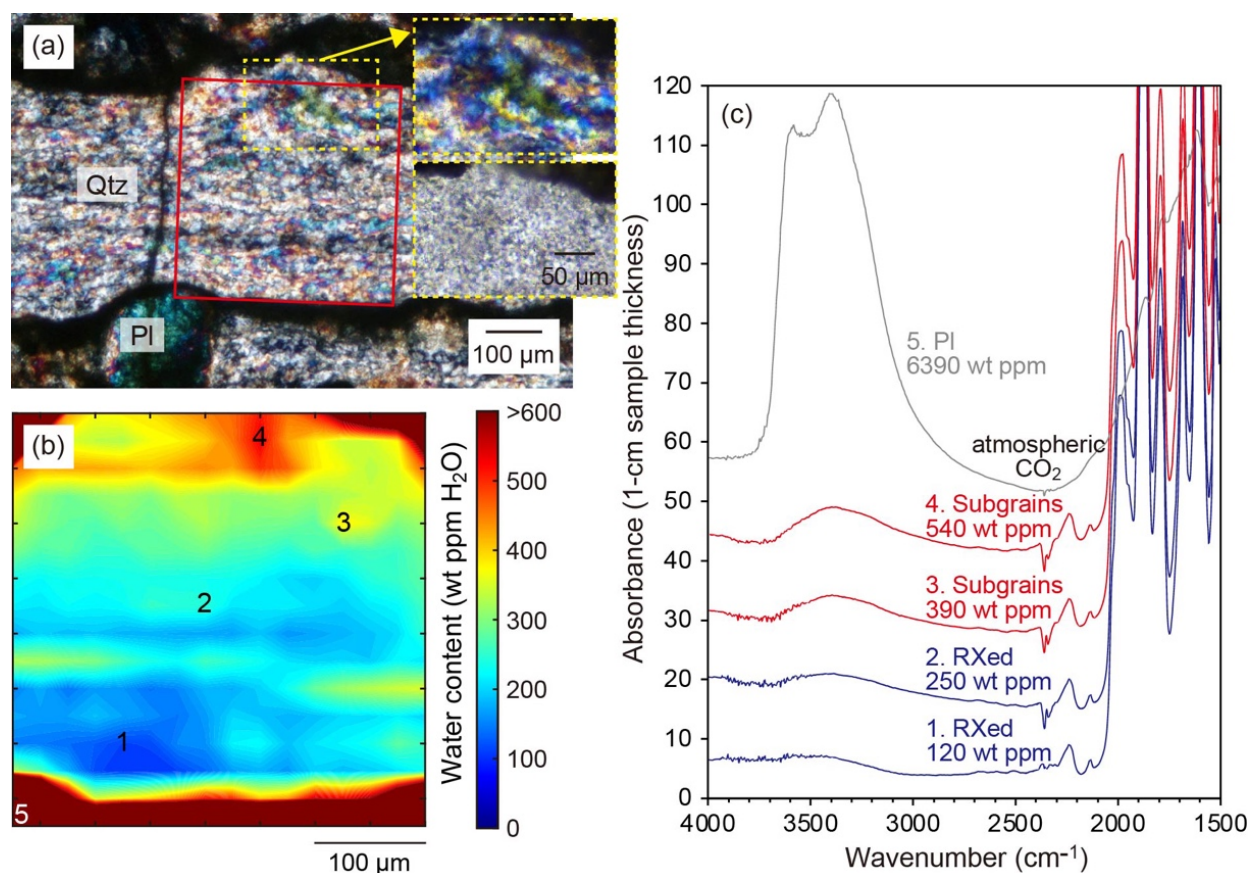 (a)
Qtz
Pl
50 μm
100 μm
(b)
4
3
2
1
5
100 μm
>600
500
400
300
200
100
0
Water content (wt ppm H₂O)
(c)
120
110
100
90
80
70
60
50
40
30
20
10
0
Absorbance (1-cm sample thickness)
5. Pl
6390 wt ppm
atmospheric
CO₂
4. Subgrains
540 wt ppm
3. Subgrains
390 wt ppm
2. RXed
250 wt ppm
1. RXed
120 wt ppm
4000 3500 3000 2500 2000 1500
Wavenumber (cm⁻¹)